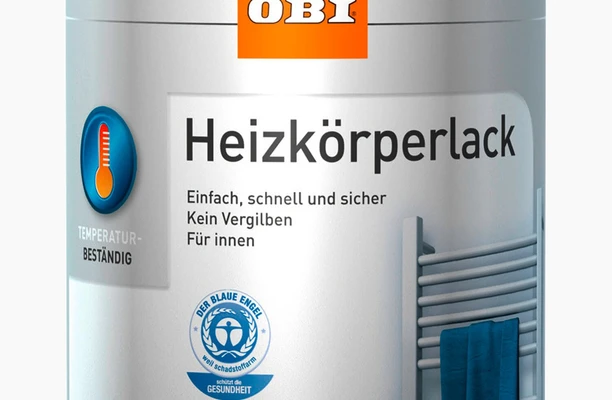 OBI
Heizkörperlack
Einfach, schnell und sicher
Kein Vergilben
Für innen
TEMPERATUR-
BESTÄNDIG
DER BLAUE ENGEL
weil schadstoffarm
schützt die
GESUNDHEIT